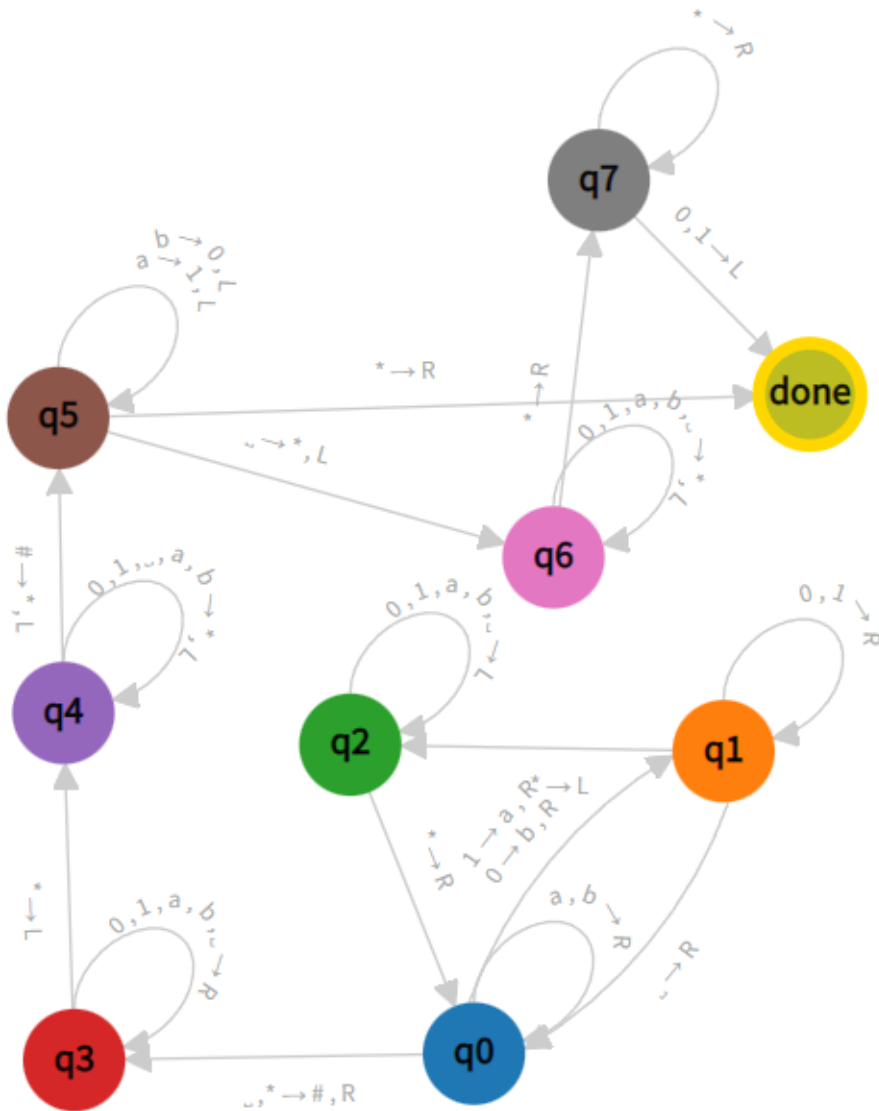 * → R
q7
0,1→L
b → 0,L
a → 1,L
* → R
q5
done
␣ → *,L
* → R
0,1,a,b,␣ → *,L
q6
# → *,L
0,1,␣,a,b → *,L
q4
0,1,a,b,␣ → L
q2
0,1 → R
q1
* → L
1 → a,R
0 → b,R
* → R
* → L
0,1,a,b,␣ → R
a,b → R
␣ → R
q3
q0
␣,* → #,R